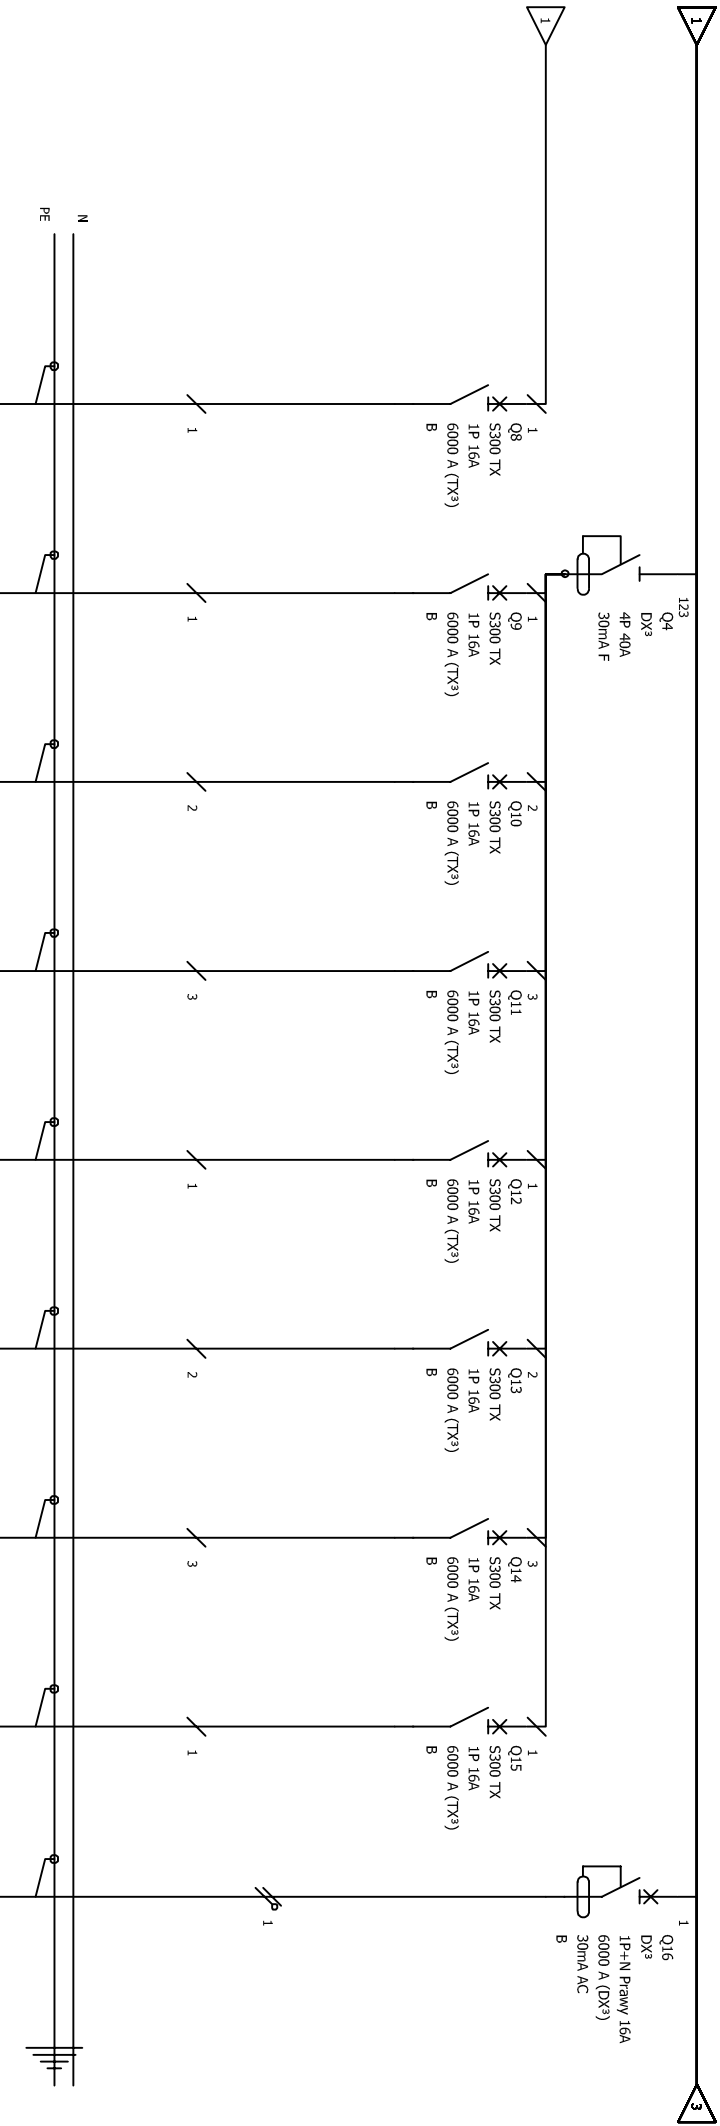 1
1
N
PE
1
Q8
S300 TX
1P 16A
6000 A (TX³)
B
1
123
Q4
DX³
4P 40A
30mA F
1
Q9
S300 TX
1P 16A
6000 A (TX³)
B
1
2
Q10
S300 TX
1P 16A
6000 A (TX³)
B
2
3
Q11
S300 TX
1P 16A
6000 A (TX³)
B
3
1
Q12
S300 TX
1P 16A
6000 A (TX³)
B
1
2
Q13
S300 TX
1P 16A
6000 A (TX³)
B
2
3
Q14
S300 TX
1P 16A
6000 A (TX³)
B
3
1
Q15
S300 TX
1P 16A
6000 A (TX³)
B
1
1
Q16
DX³
1P+N Prawy 16A
6000 A (DX³)
30mA AC
B
1
3